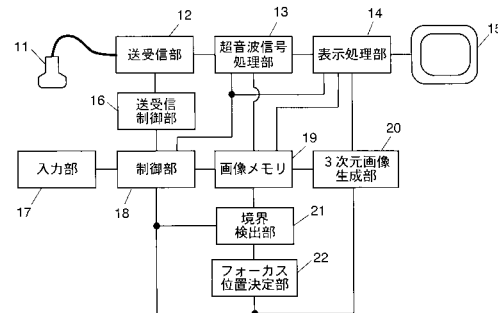 12
13
14
15
11
送受信部
超音波信号
処理部
表示処理部
16
送受信
制御部
19
20
入力部
制御部
画像メモリ
3次元画像
生成部
17
18
21
境界
検出部
22
フォーカス
位置決定部